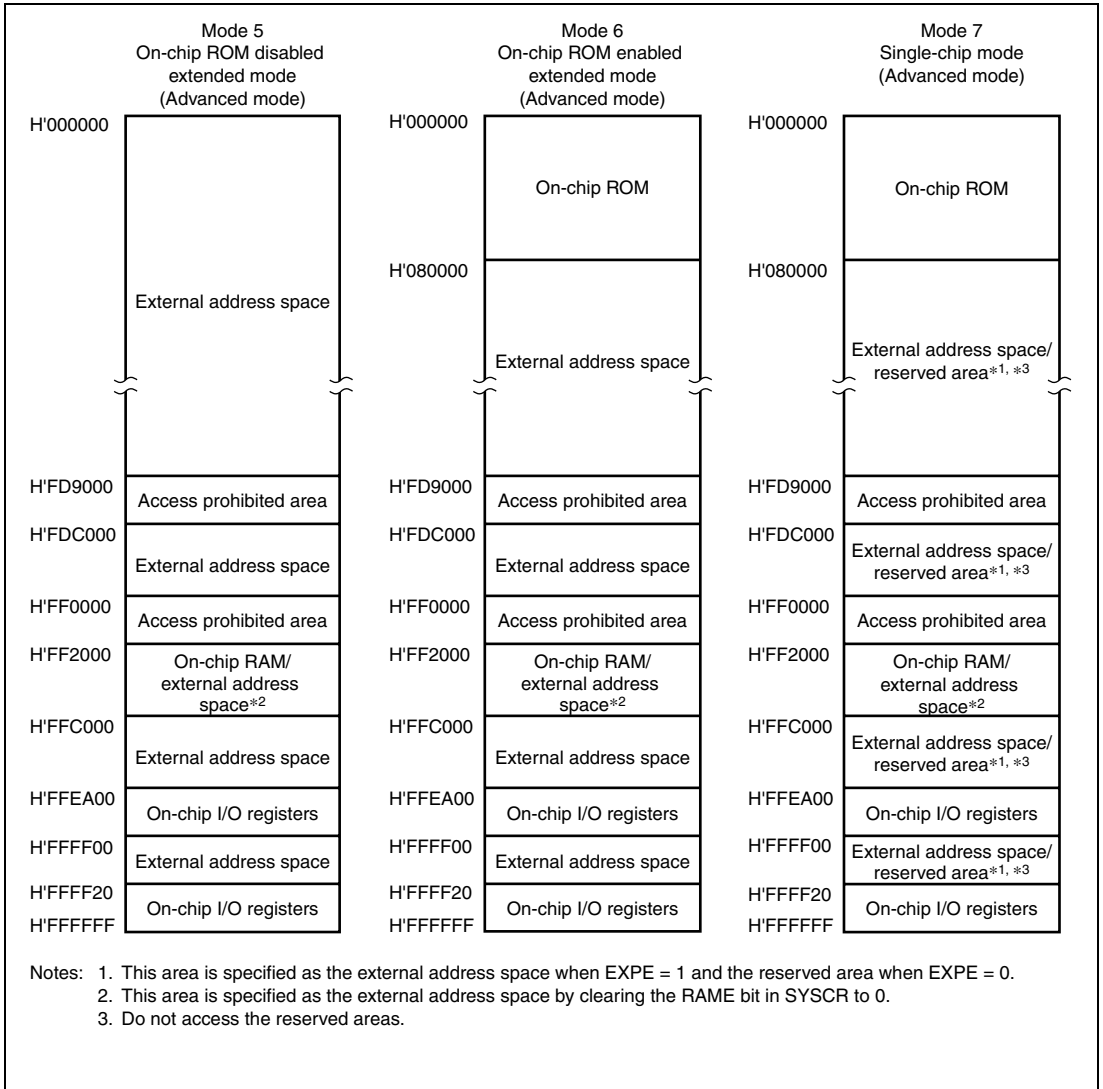 Mode 5
On-chip ROM disabled
extended mode
(Advanced mode)
H'000000
External address space
H'FD9000
Access prohibited area
H'FDC000
External address space
H'FF0000
Access prohibited area
H'FF2000
On-chip RAM/
external address
space*2
H'FFC000
External address space
H'FFEA00
On-chip I/O registers
H'FFFF00
External address space
H'FFFF20
On-chip I/O registers
H'FFFFFF
Mode 6
On-chip ROM enabled
extended mode
(Advanced mode)
H'000000
On-chip ROM
H'080000
External address space
H'FD9000
Access prohibited area
H'FDC000
External address space
H'FF0000
Access prohibited area
H'FF2000
On-chip RAM/
external address
space*2
H'FFC000
External address space
H'FFEA00
On-chip I/O registers
H'FFFF00
External address space
H'FFFF20
On-chip I/O registers
H'FFFFFF
Mode 7
Single-chip mode
(Advanced mode)
H'000000
On-chip ROM
H'080000
External address space/
reserved area*1, *3
H'FD9000
Access prohibited area
H'FDC000
External address space/
reserved area*1, *3
H'FF0000
Access prohibited area
H'FF2000
On-chip RAM/
external address
space*2
H'FFC000
External address space/
reserved area*1, *3
H'FFEA00
On-chip I/O registers
H'FFFF00
External address space/
reserved area*1, *3
H'FFFF20
On-chip I/O registers
H'FFFFFF
Notes: 1. This area is specified as the external address space when EXPE = 1 and the reserved area when EXPE = 0.
2. This area is specified as the external address space by clearing the RAME bit in SYSCR to 0.
3. Do not access the reserved areas.